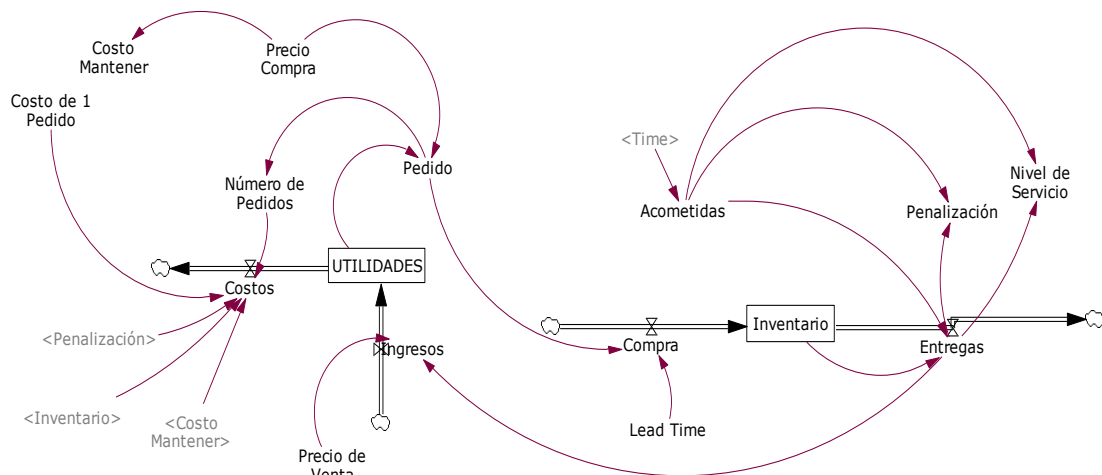 Costo
Mantener
Precio
Compra
Costo de 1
Pedido
<Time>
Pedido
Nivel de
Servicio
Número de
Pedidos
Acometidas
Penalización
UTILIDADES
Costos
Inventario
<Penalización>
Ingresos
Compra
Entregas
<Inventario>
<Costo
Mantener>
Lead Time
Precio de
Venta